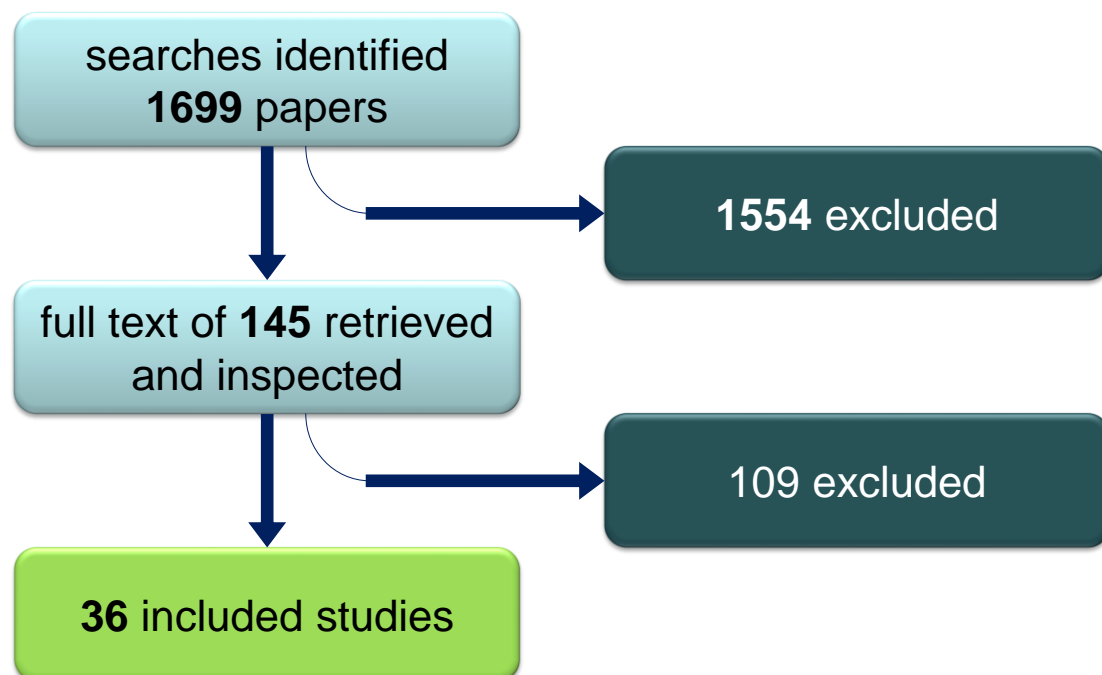 searches identified
1699 papers
1554 excluded
full text of 145 retrieved
and inspected
109 excluded
36 included studies